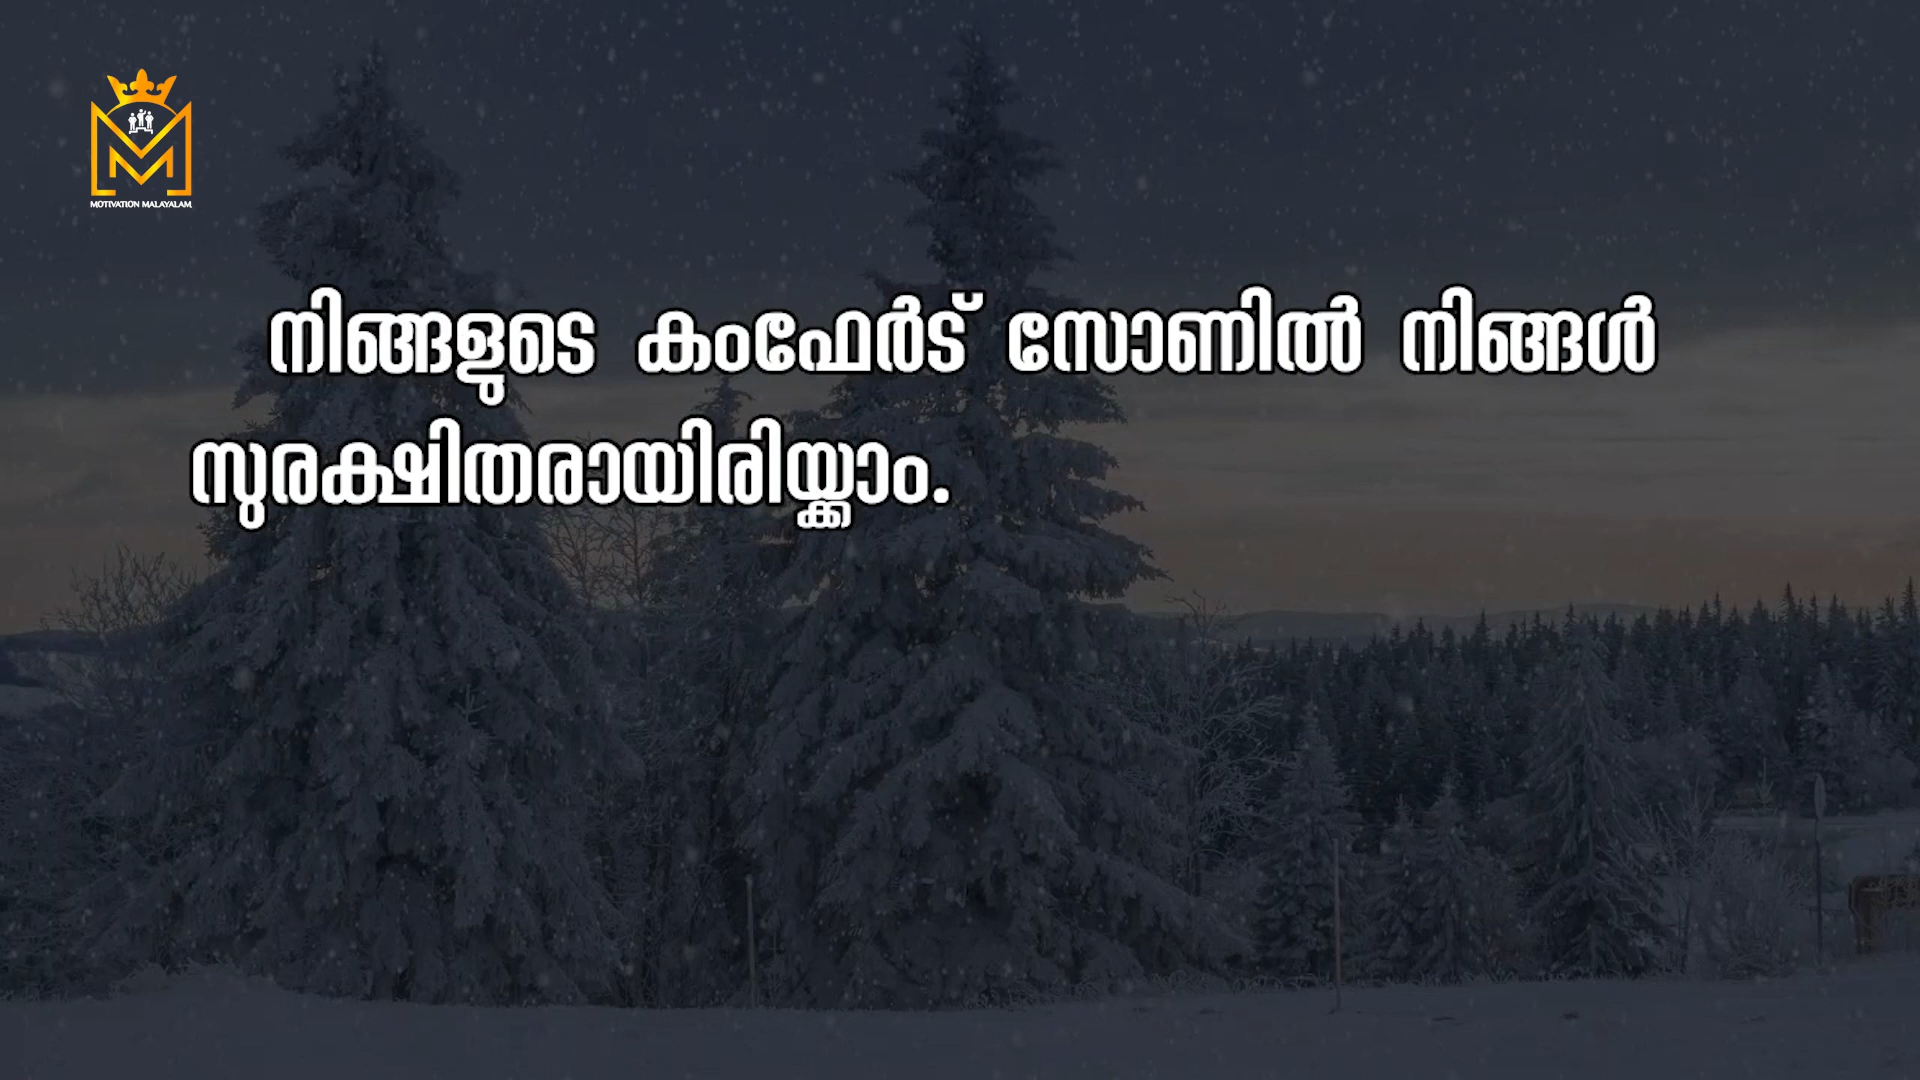 MOTIVATION MALAYALAM
നിങ്ങളുടെ കംഫേർട് സോണിൽ നിങ്ങൾ
സുരക്ഷിതരായിരിയ്ക്കാം.